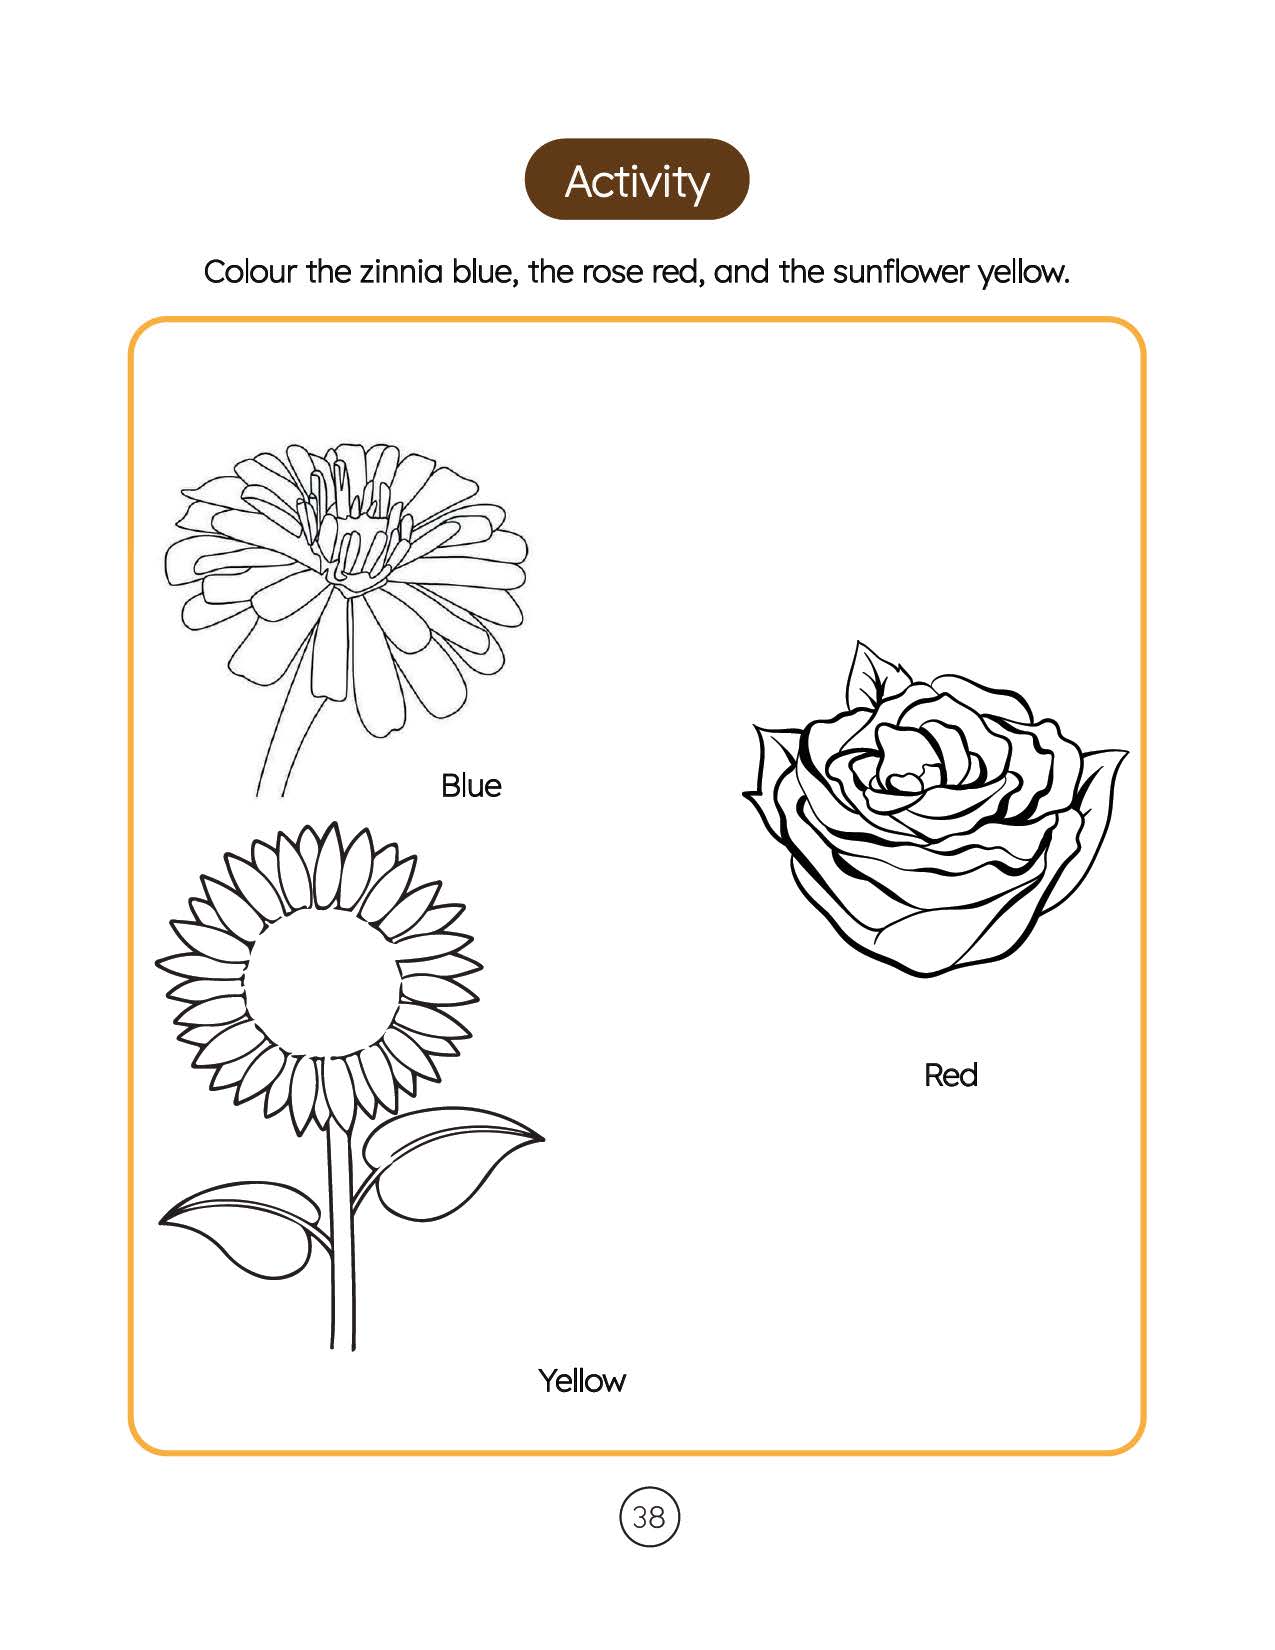 Activity
Colour the zinnia blue, the rose red, and the sunflower yellow.
Blue
Red
Yellow
38